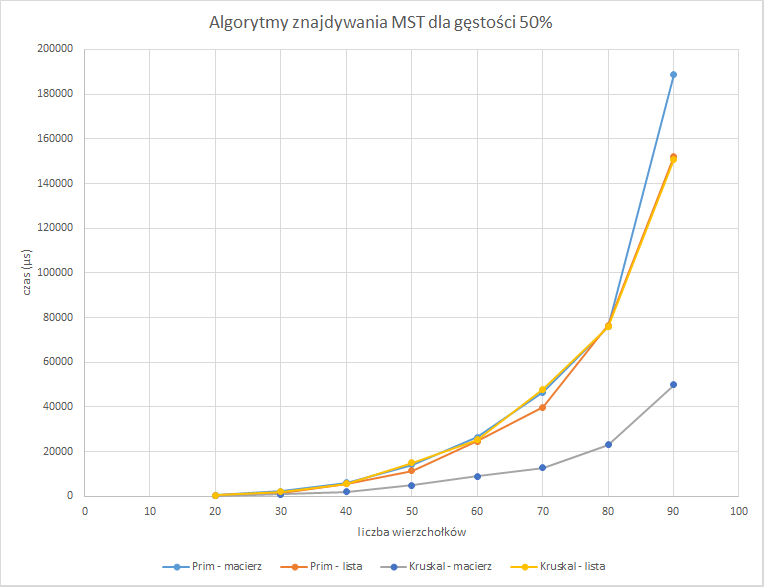 Algorytmy znajdywania MST dla gęstości 50%
200000
180000
160000
140000
120000
100000
80000
60000
40000
20000
0
czas (µs)
0 10 20 30 40 50 60 70 80 90 100
liczba wierzchołków
Prim - macierz Prim - lista Kruskal - macierz Kruskal - lista